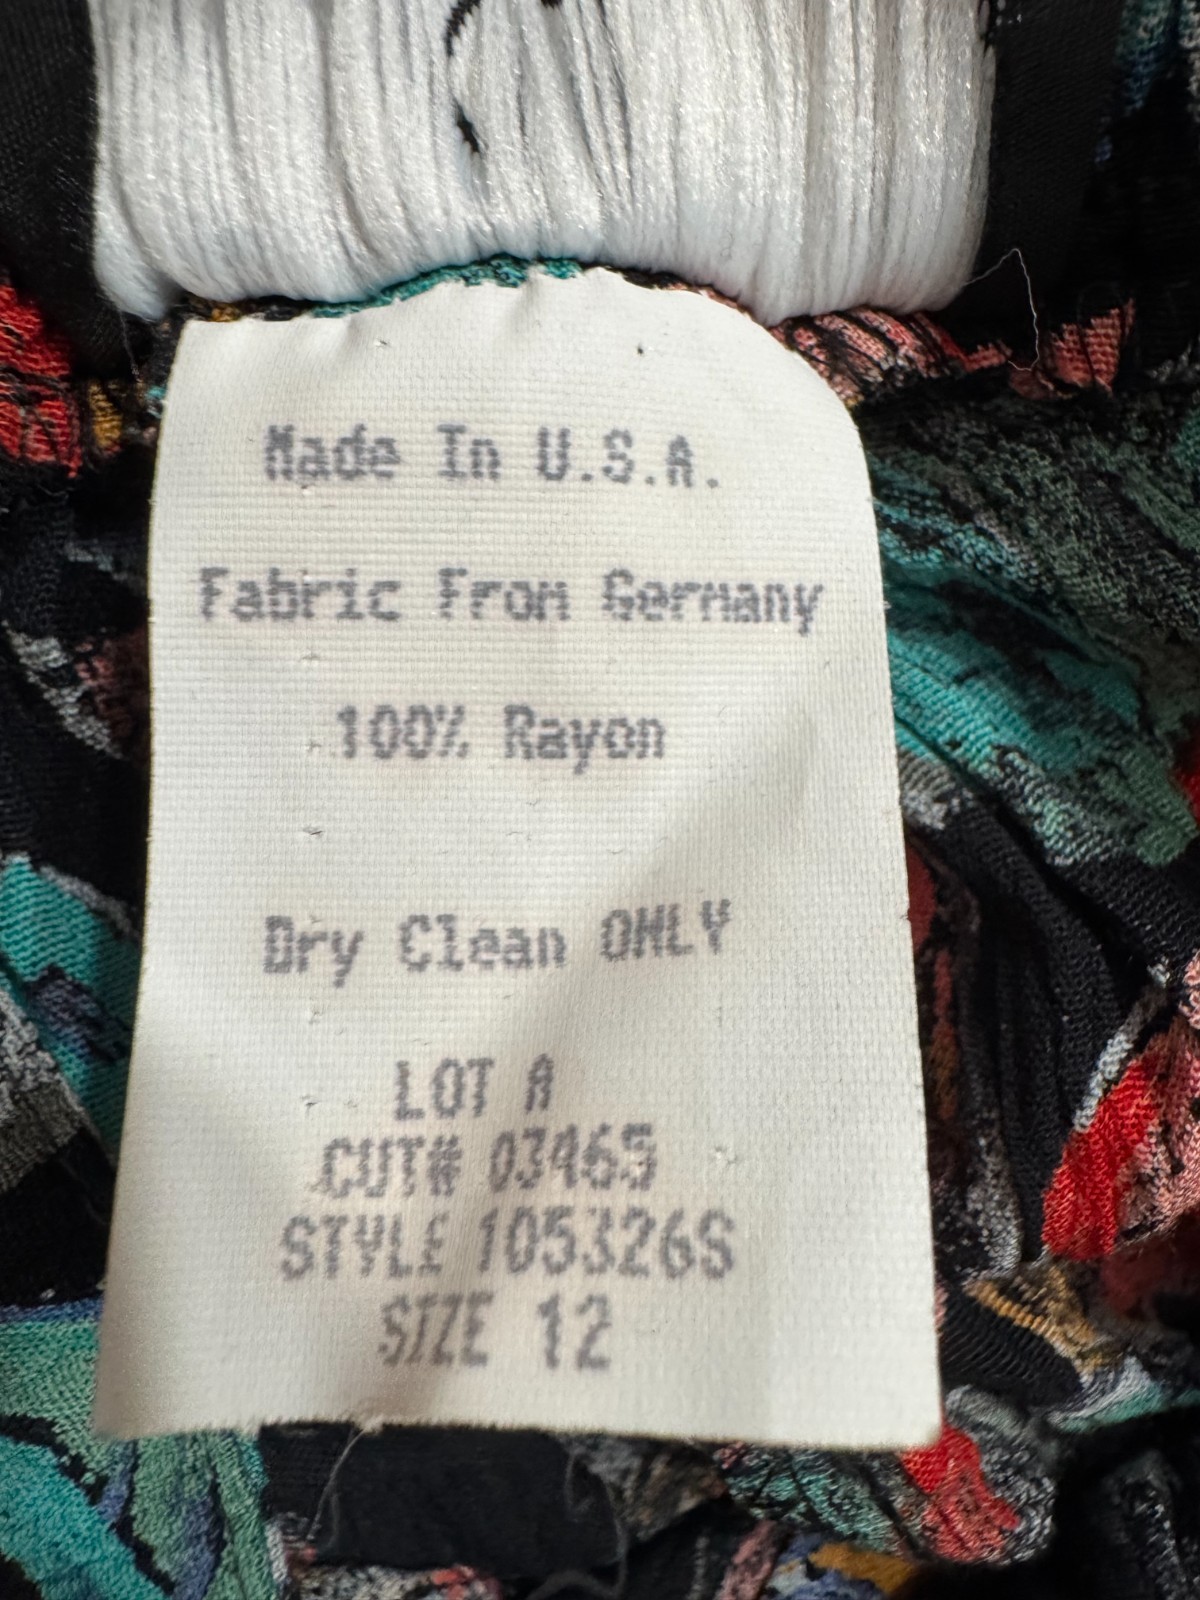 Made In U.S.A.
Fabric From Germany
100% Rayon
Dry Clean ONLY
LOT A
CUT# 03465
STYLE 105326S
SIZE 12